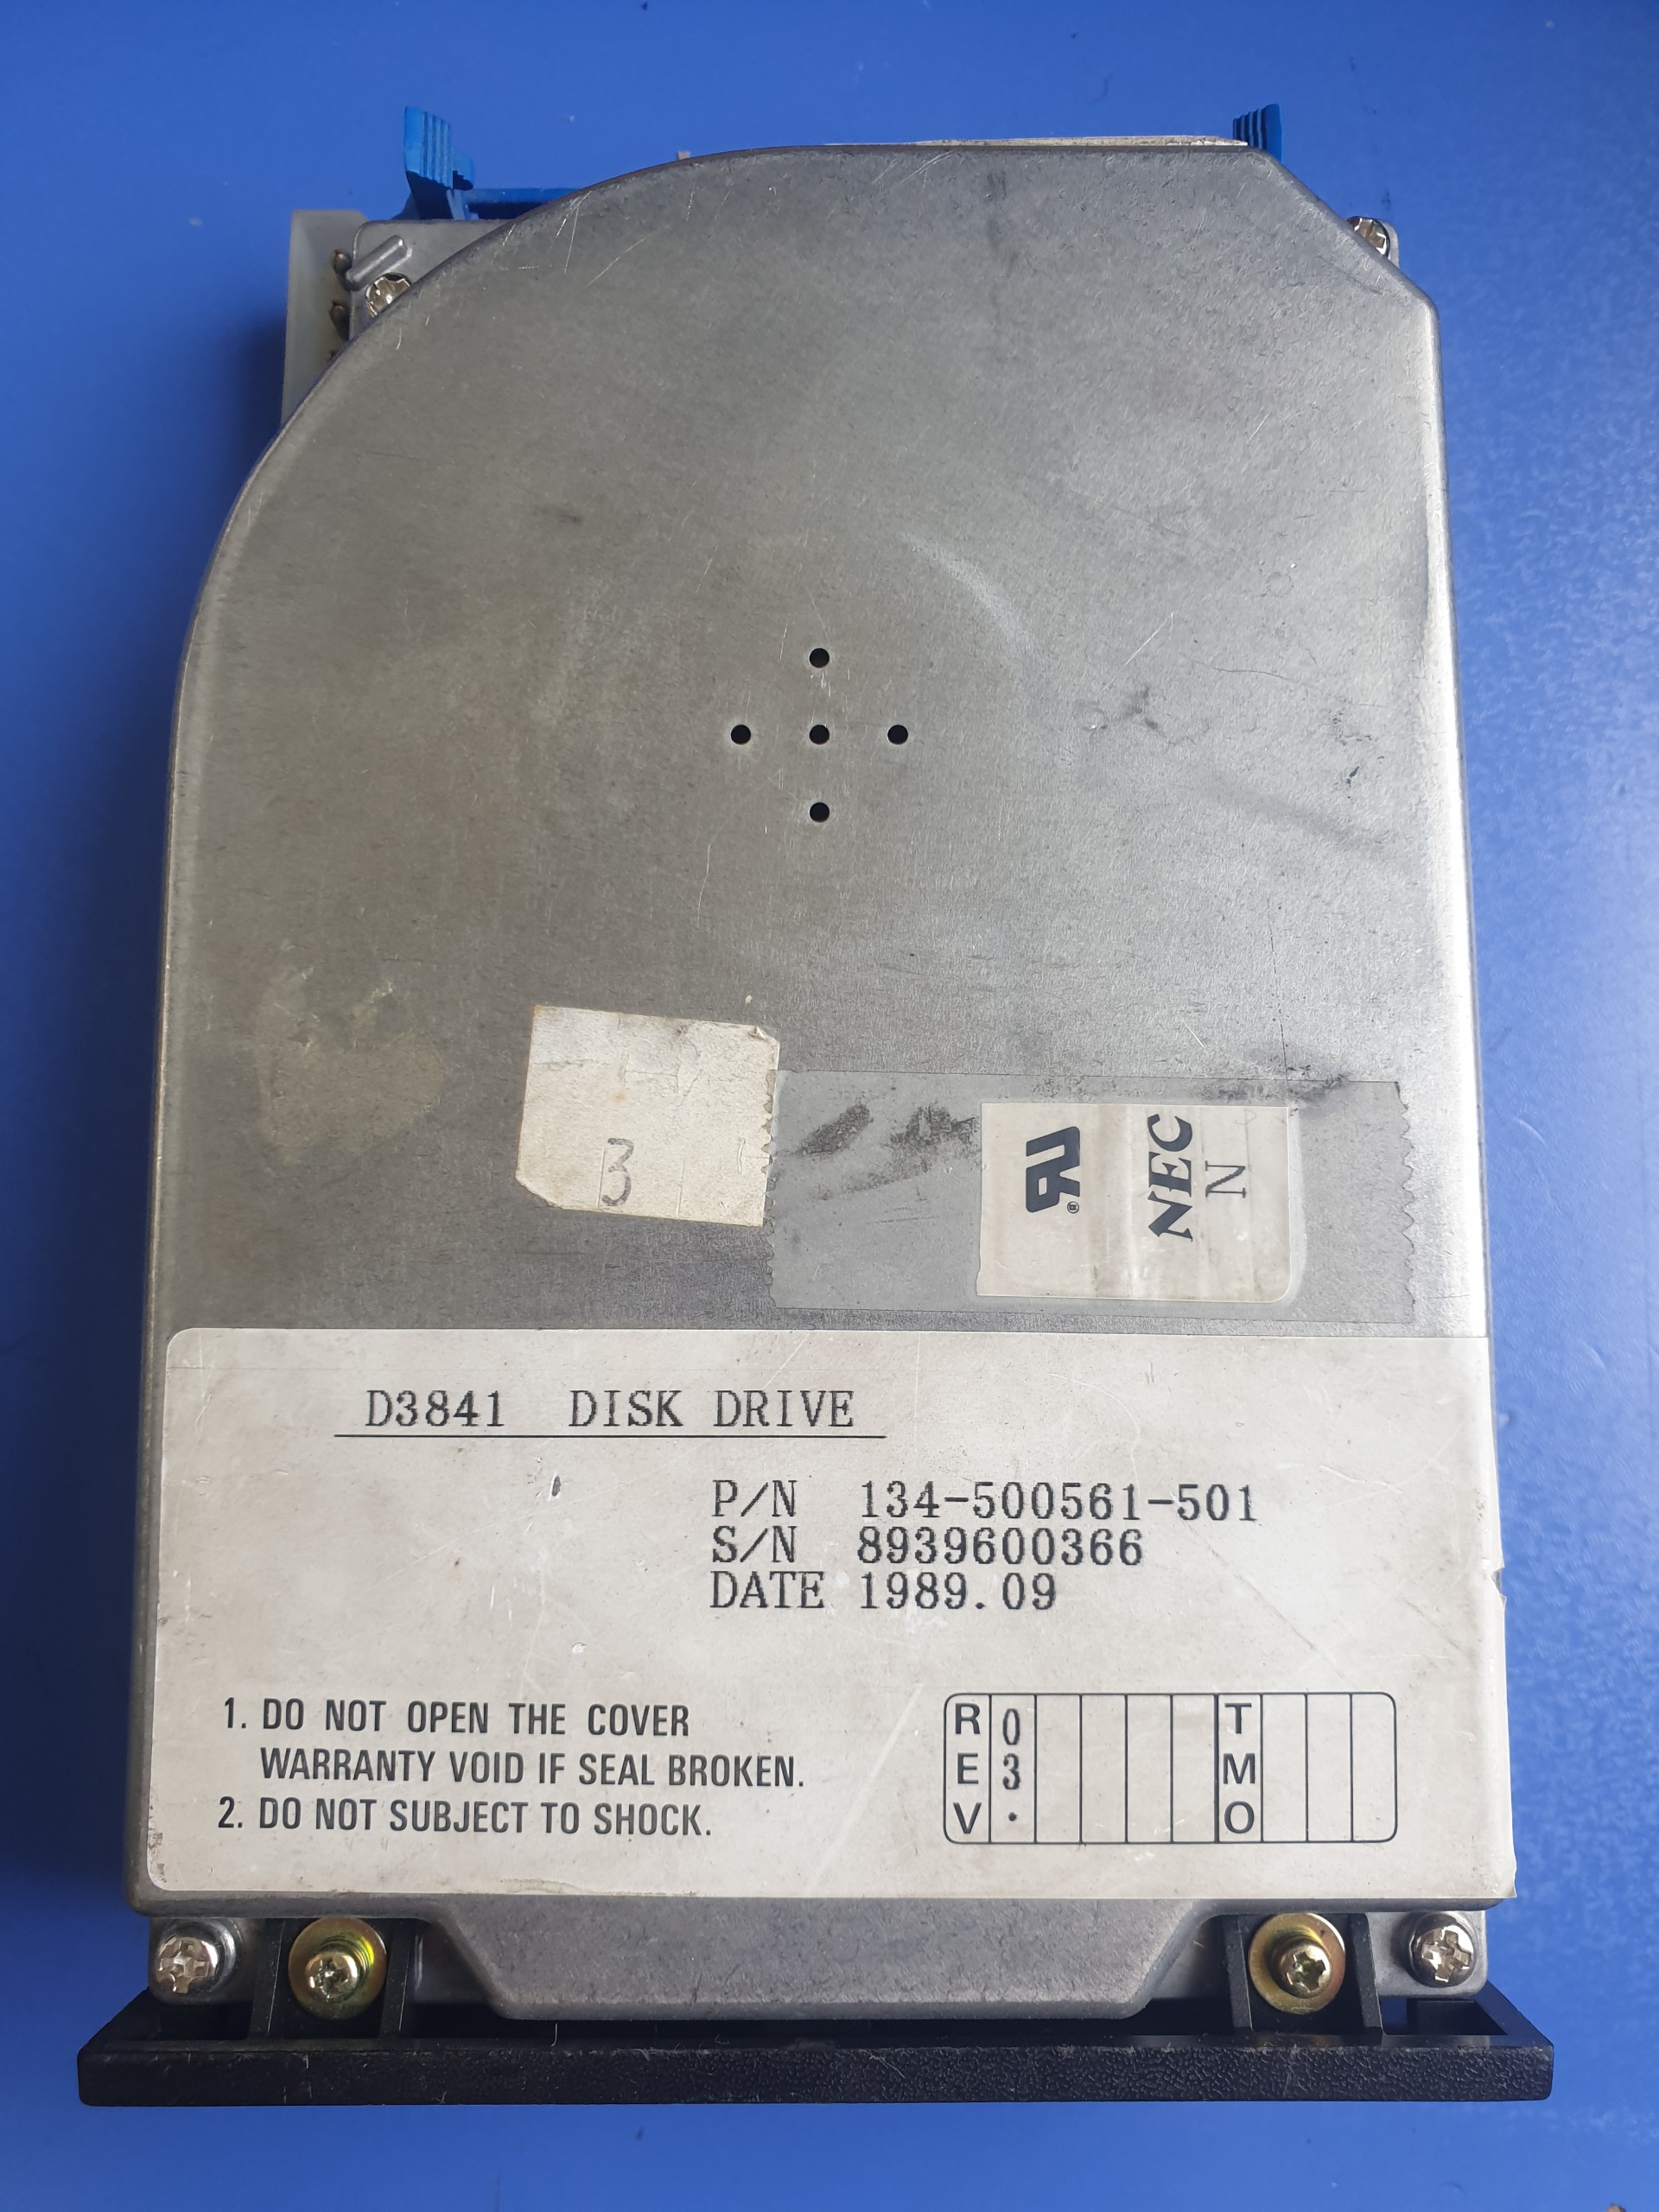 3
NEC
N
D3841 DISK DRIVE
P/N 134-500561-501
S/N 8939600366
DATE 1989.09
1. DO NOT OPEN THE COVER
WARRANTY VOID IF SEAL BROKEN.
2. DO NOT SUBJECT TO SHOCK.
REV 03. TMO